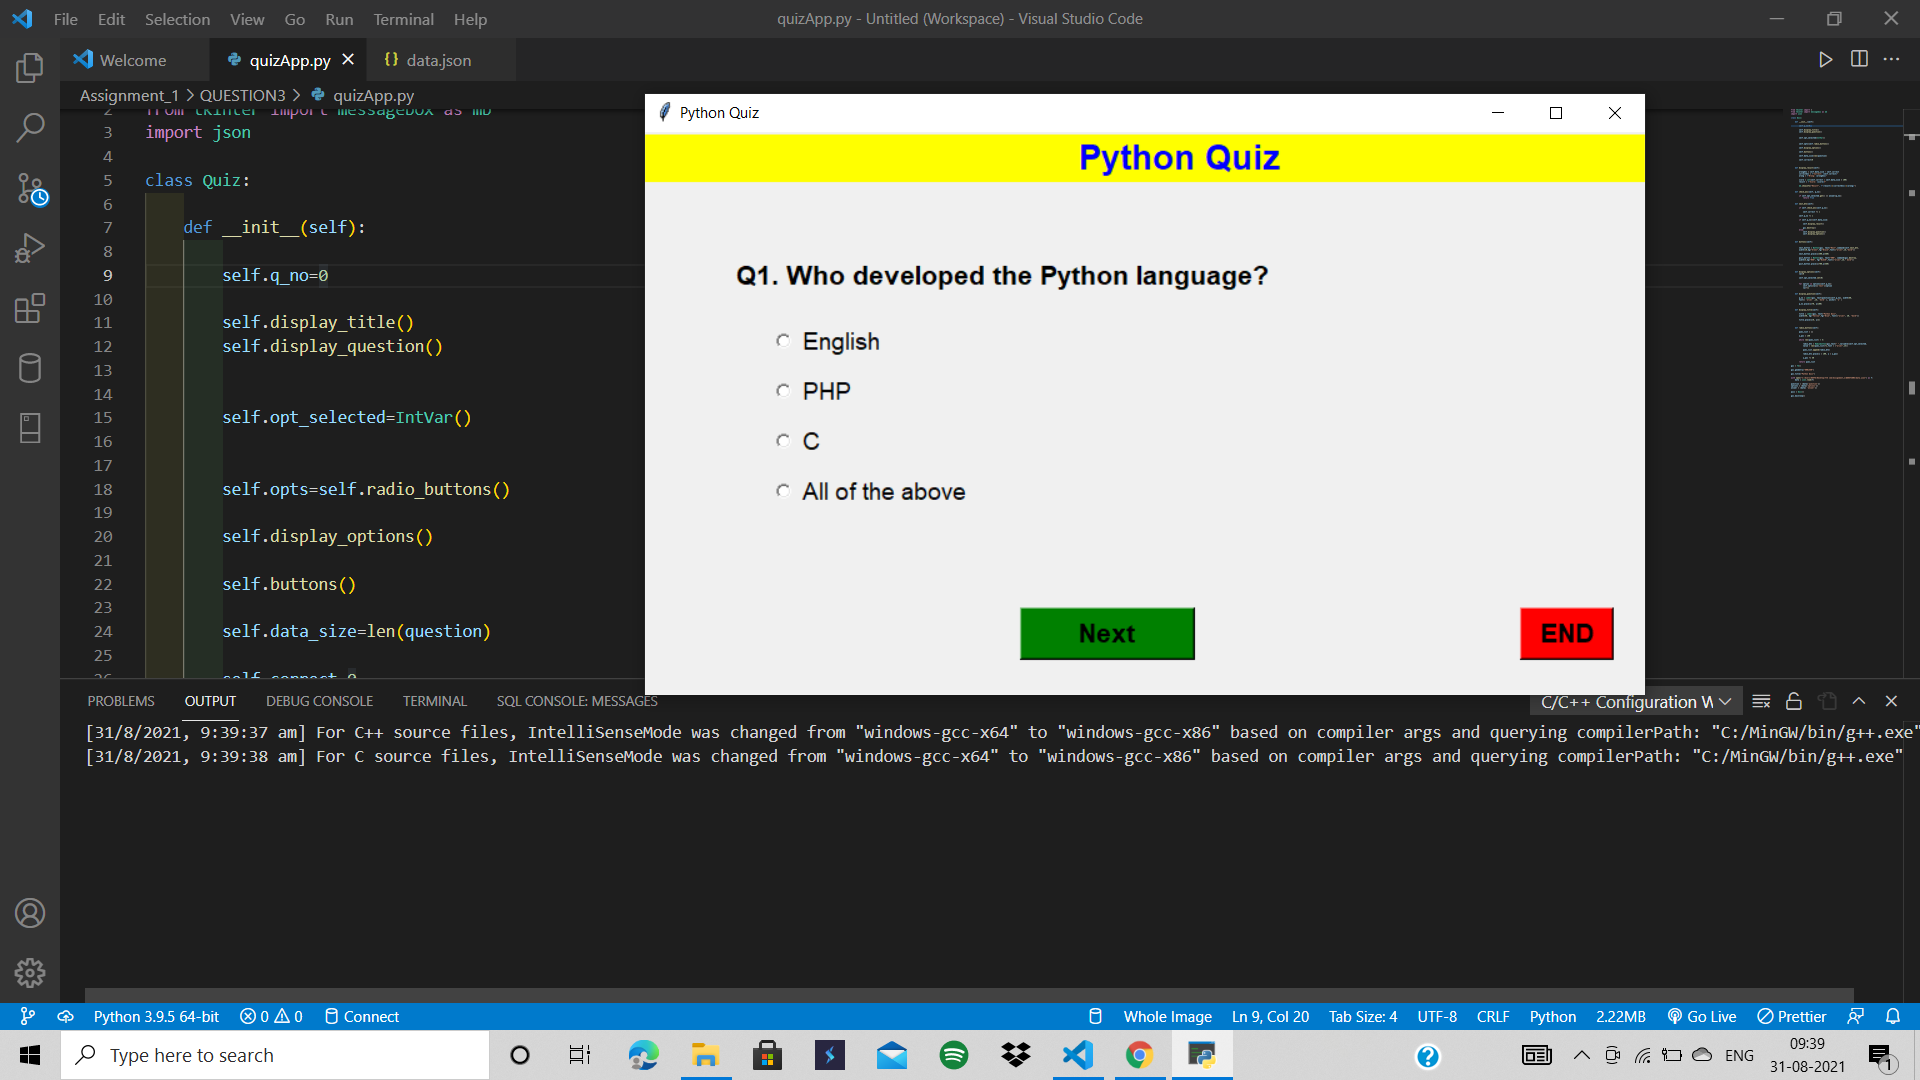 File Edit Selection View Go Run Terminal Help
quizApp.py - Untitled (Workspace) - Visual Studio Code
Welcome
quizApp.py
{} data.json
Assignment_1 > QUESTION3 > quizApp.py
2 from tkinter import messagebox as mb
3 import json
4
5 class Quiz:
6
7 def __init__(self):
8
9 self.q_no=0
10
11 self.display_title()
12 self.display_question()
13
14
15 self.opt_selected=IntVar()
16
17
18 self.opts=self.radio_buttons()
19
20 self.display_options()
21
22 self.buttons()
23
24 self.data_size=len(question)
25
26 self.correct=0
Python Quiz
Python Quiz
Q1. Who developed the Python language?
English
PHP
C
All of the above
Next
END
PROBLEMS OUTPUT DEBUG CONSOLE TERMINAL SQL CONSOLE: MESSAGES
C/C++ Configuration W
[31/8/2021, 9:39:37 am] For C++ source files, IntelliSenseMode was changed from "windows-gcc-x64" to "windows-gcc-x86" based on compiler args and querying compilerPath: "C:/MinGW/bin/g++.exe"
[31/8/2021, 9:39:38 am] For C source files, IntelliSenseMode was changed from "windows-gcc-x64" to "windows-gcc-x86" based on compiler args and querying compilerPath: "C:/MinGW/bin/g++.exe"
Python 3.9.5 64-bit 0 0 Connect
Whole Image Ln 9, Col 20 Tab Size: 4 UTF-8 CRLF Python 2.22MB Go Live Prettier
Type here to search
ENG
09:39
31-08-2021
1